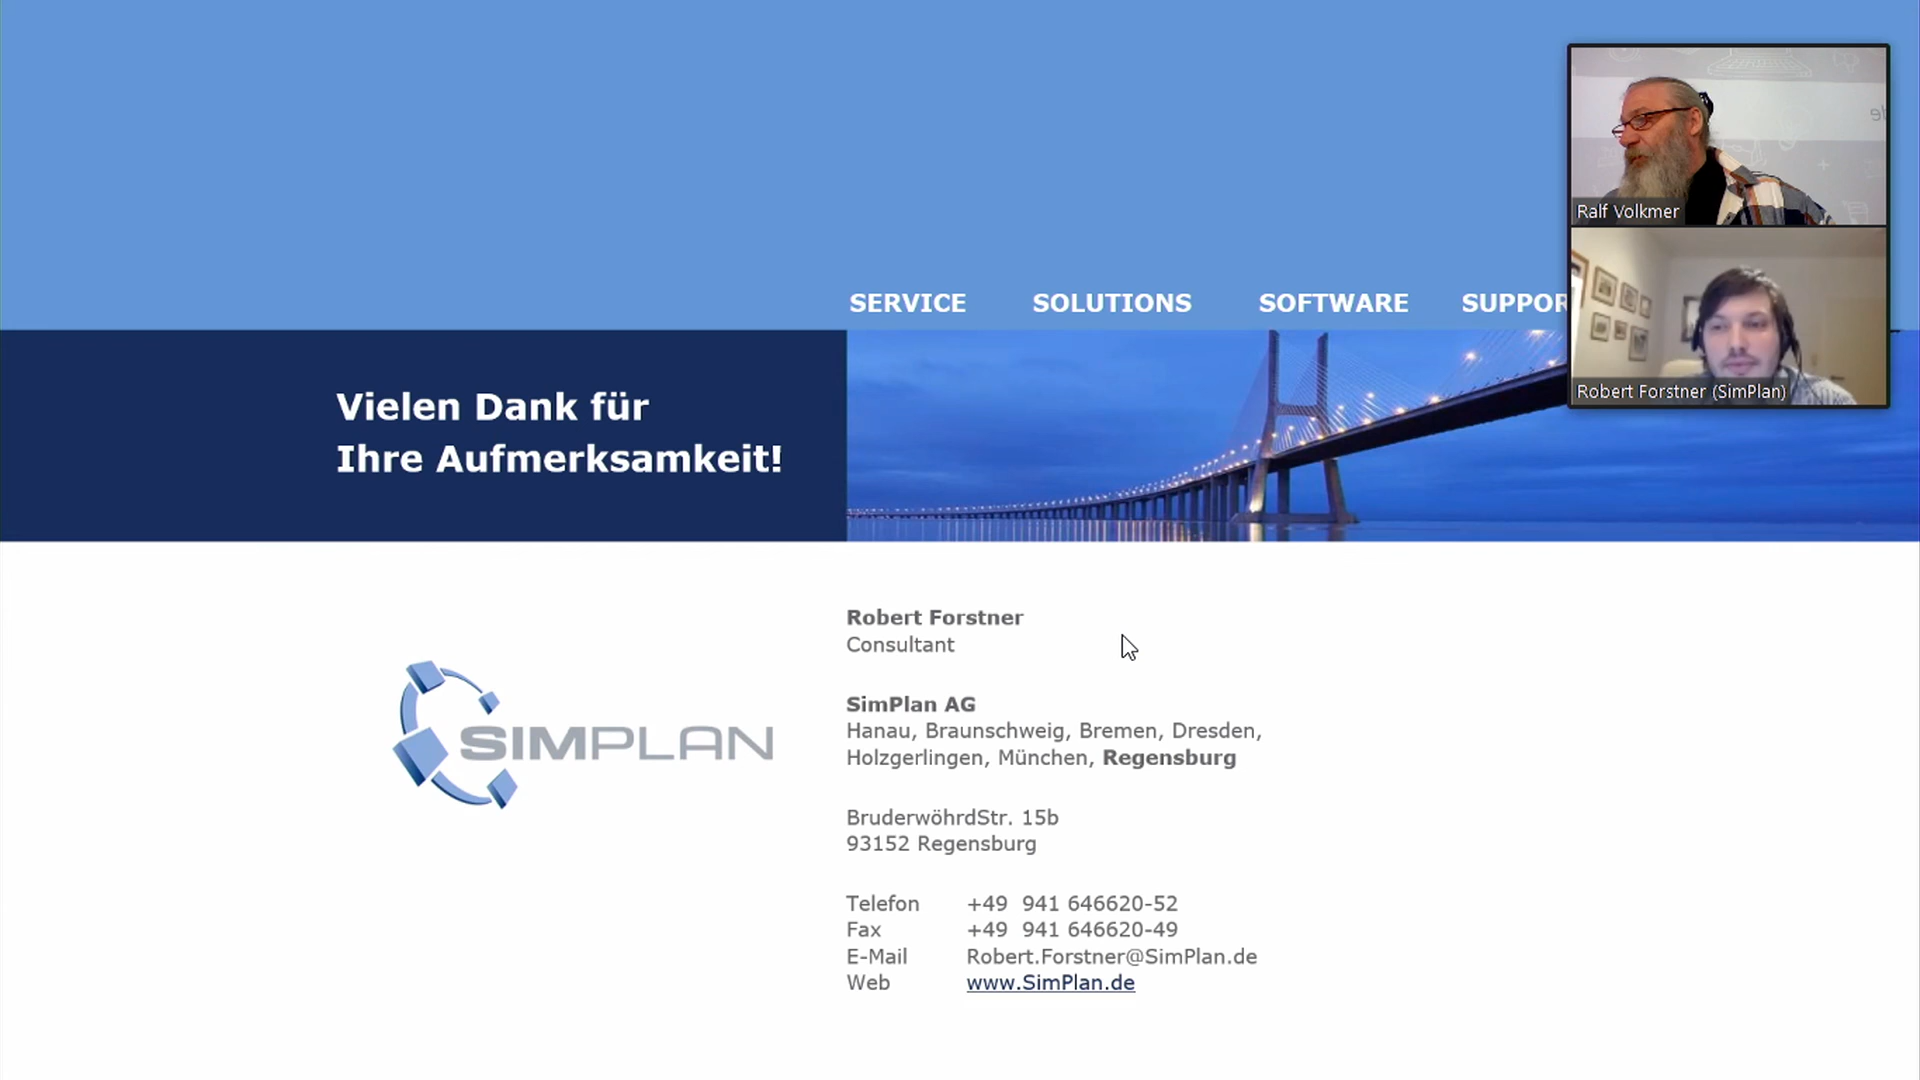 SERVICE SOLUTIONS SOFTWARE SUPPOR
Vielen Dank für
Ihre Aufmerksamkeit!
Ralf Volkmer
Robert Forstner (SimPlan)
SIMPLAN
Robert Forstner
Consultant
SimPlan AG
Hanau, Braunschweig, Bremen, Dresden,
Holzgerlingen, München, Regensburg
BruderwöhrdStr. 15b
93152 Regensburg
Telefon +49 941 646620-52
Fax +49 941 646620-49
E-Mail Robert.Forstner@SimPlan.de
Web www.SimPlan.de